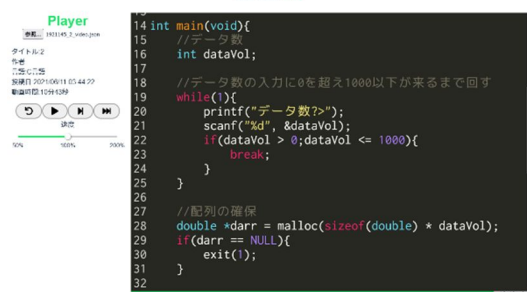 Player
参照... 1921145_2_video.json
タイトル:2
作者
投稿日 2021/06/11 05:44:22
動画時間:10分43秒
速度
50% 100% 200%
14 int main(void){
15 //データ数
16 int dataVol;
17
18 //データ数の入力に0を超え1000以下が来るまで回す
19 while(1){
20 printf("データ数?>");
21 scanf("%d", &dataVol);
22 if(dataVol > 0;dataVol <= 1000){
23 break;
24 }
25 }
26
27 //配列の確保
28 double *darr = malloc(sizeof(double) * dataVol);
29 if(darr == NULL){
30 exit(1);
31 }
32